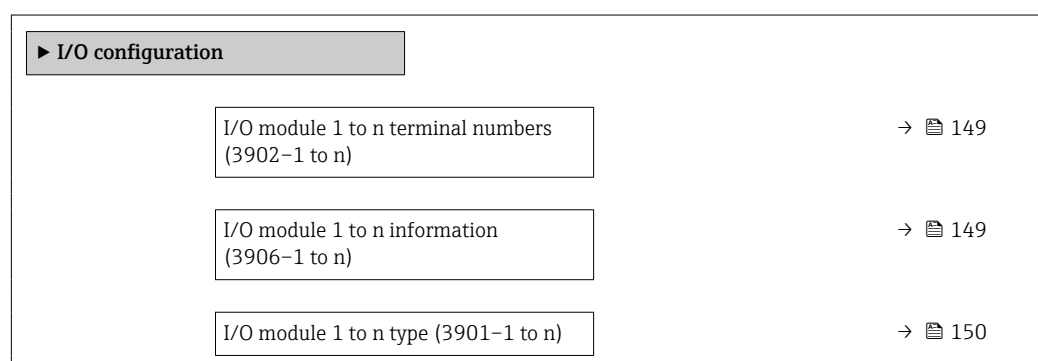 ▶ I/O configuration
I/O module 1 to n terminal numbers → 149
(3902–1 to n)
I/O module 1 to n information → 149
(3906–1 to n)
I/O module 1 to n type (3901–1 to n) → 150